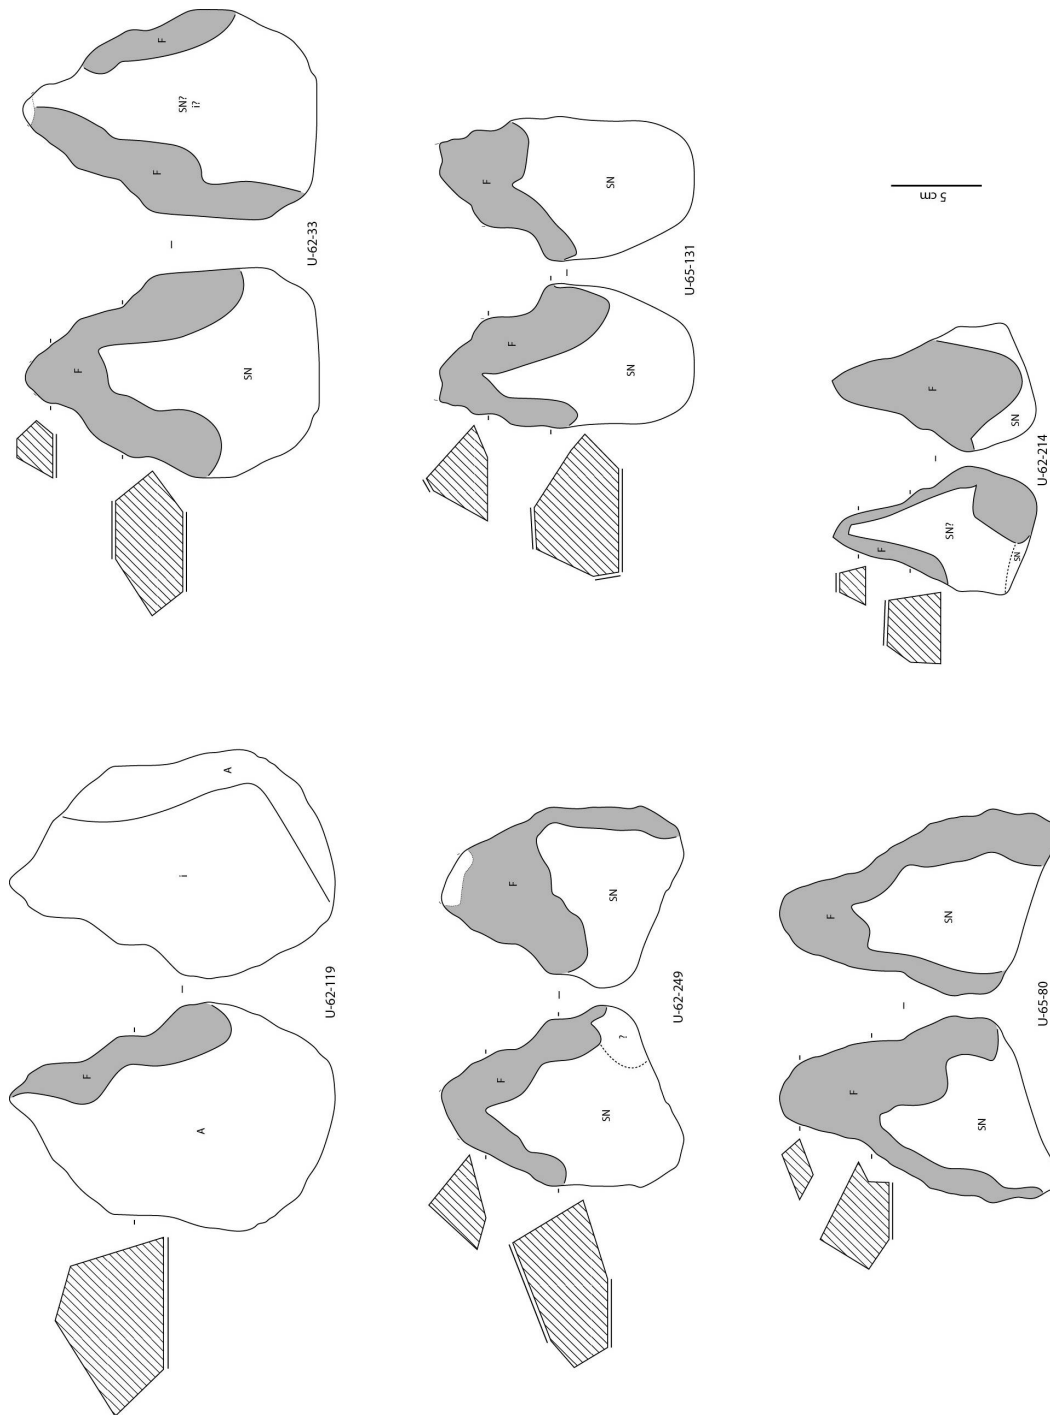 F
A
A
i
U-62-119
F
SN
F
SN?
i?
F
U-62-33
F
SN
?
F
SN
U-62-249
F
SN
F
SN
U-65-131
F
SN
F
SN
U-65-80
F
SN?
SN
F
SN
U-62-214
5 cm